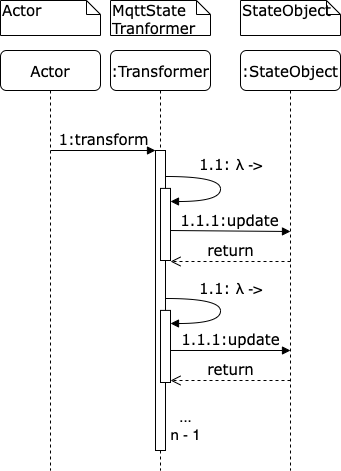 Actor
MqttState
Tranformer
StateObject
Actor
:Transformer
:StateObject
1:transform
1.1: λ ->
1.1.1:update
return
1.1: λ ->
1.1.1:update
return
...
n - 1